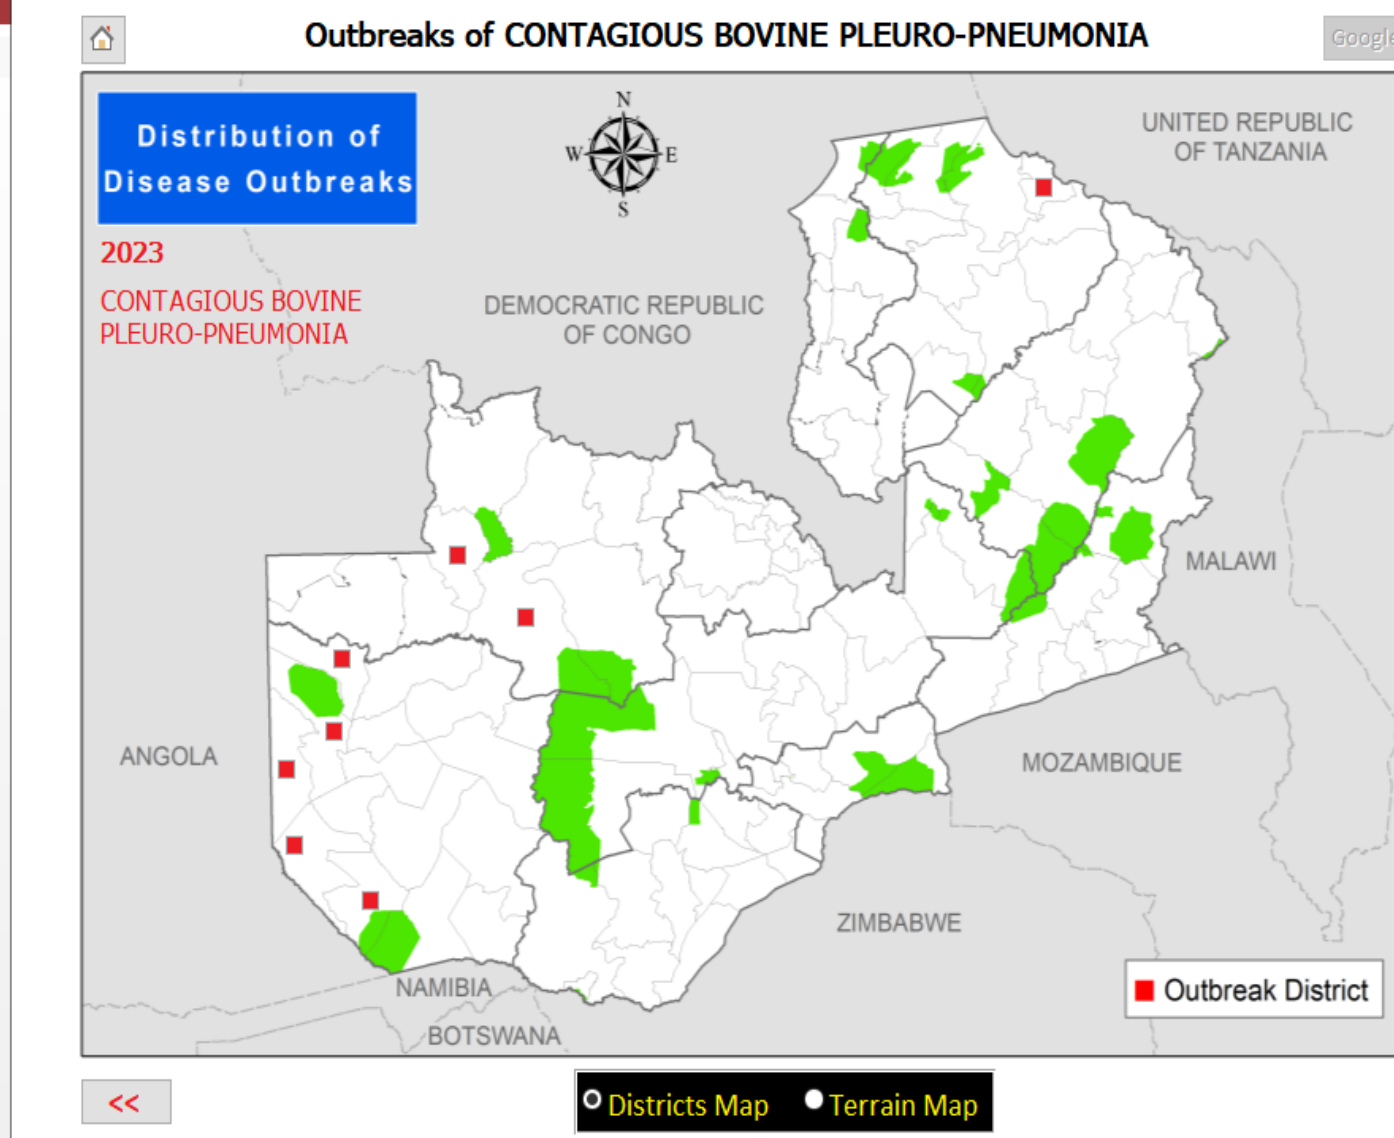 Outbreaks of CONTAGIOUS BOVINE PLEURO-PNEUMONIA
Google
Distribution of
Disease Outbreaks
2023
CONTAGIOUS BOVINE
PLEURO-PNEUMONIA
N
W
E
S
UNITED REPUBLIC
OF TANZANIA
DEMOCRATIC REPUBLIC
OF CONGO
MALAWI
ANGOLA
MOZAMBIQUE
ZIMBABWE
NAMIBIA
BOTSWANA
Outbreak District
<<
Districts Map
Terrain Map